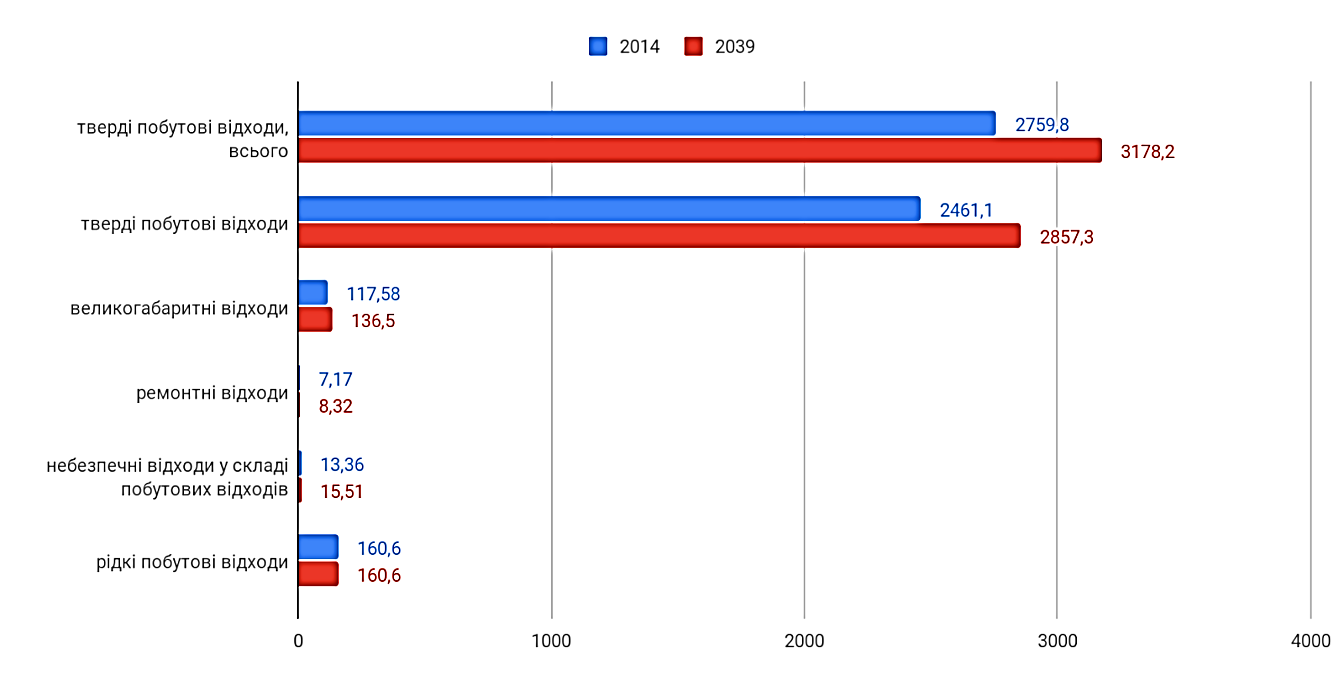 2014 2039
тверді побутові відходи,
всього
2759,8
3178,2
тверді побутові відходи
2461,1
2857,3
великогабаритні відходи
117,58
136,5
ремонтні відходи
7,17
8,32
небезпечні відходи у складі
побутових відходів
13,36
15,51
рідкі побутові відходи
160,6
160,6
0 1000 2000 3000 4000